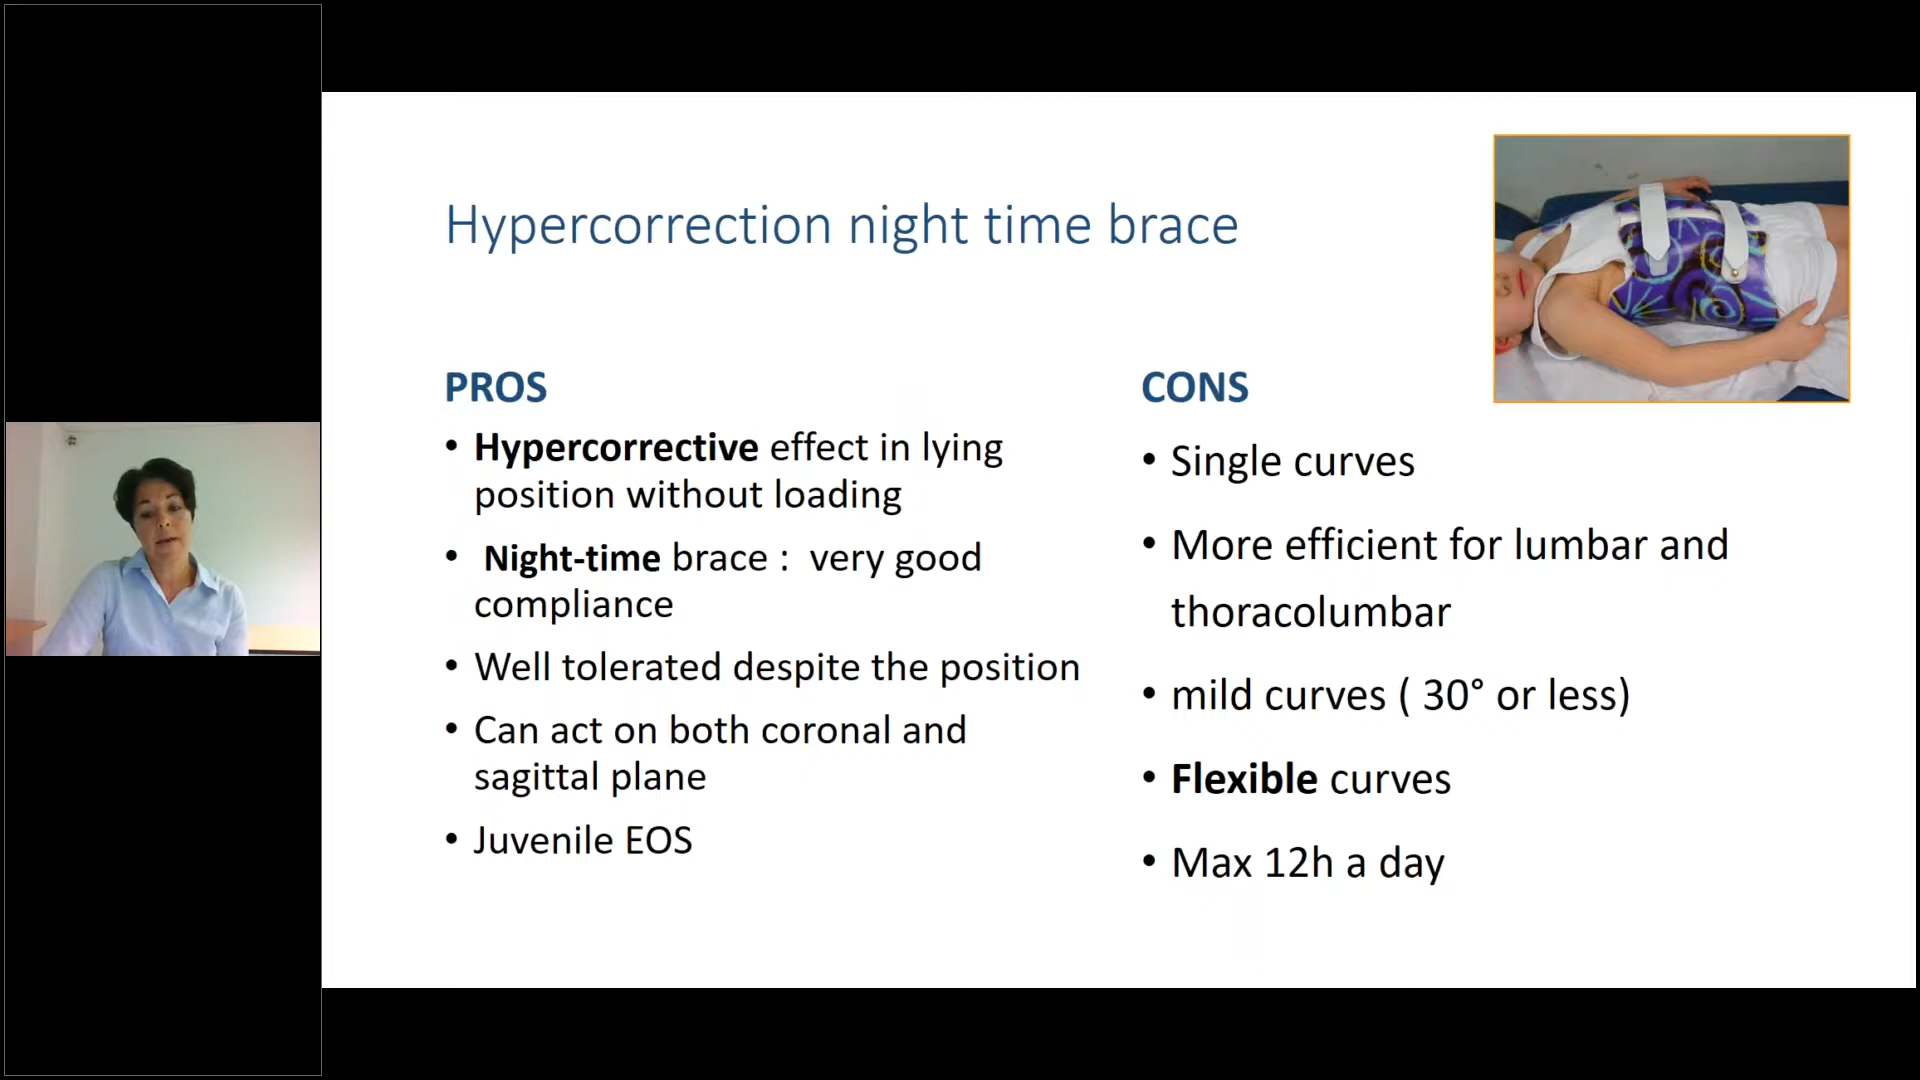 Hypercorrection night time brace
PROS
• Hypercorrective effect in lying
position without loading
• Night-time brace : very good
compliance
• Well tolerated despite the position
• Can act on both coronal and
sagittal plane
• Juvenile EOS
CONS
• Single curves
• More efficient for lumbar and
thoracolumbar
• mild curves ( 30° or less)
• Flexible curves
• Max 12h a day